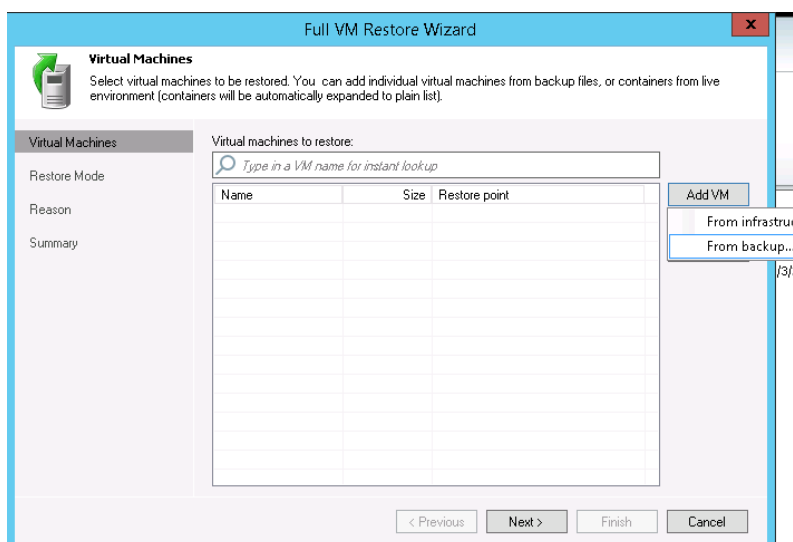 Full VM Restore Wizard
x
Virtual Machines
Select virtual machines to be restored. You can add individual virtual machines from backup files, or containers from live
environment (containers will be automatically expanded to plain list).
Virtual Machines
Restore Mode
Reason
Summary
Virtual machines to restore:
Type in a VM name for instant lookup
Name Size Restore point
Add VM
From infrastruc
From backup...
/3/
< Previous Next > Finish Cancel